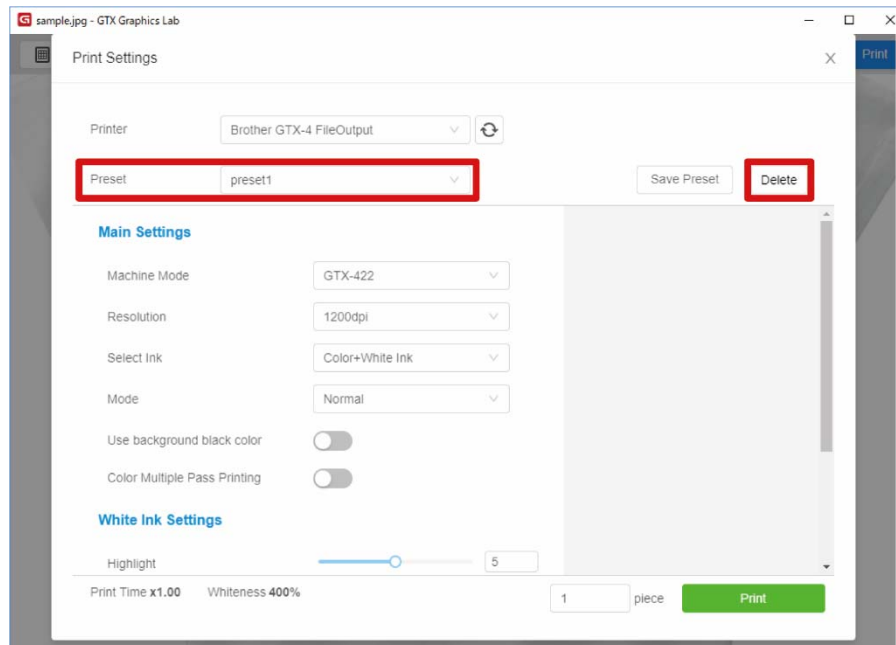 sample.jpg - GTX Graphics Lab
Print
Print Settings
Printer Brother GTX-4 FileOutput
Preset preset1 Save Preset Delete
Main Settings
Machine Mode GTX-422
Resolution 1200dpi
Select Ink Color+White Ink
Mode Normal
Use background black color
Color Multiple Pass Printing
White Ink Settings
Highlight 5
Print Time x1.00 Whiteness 400% 1 piece Print